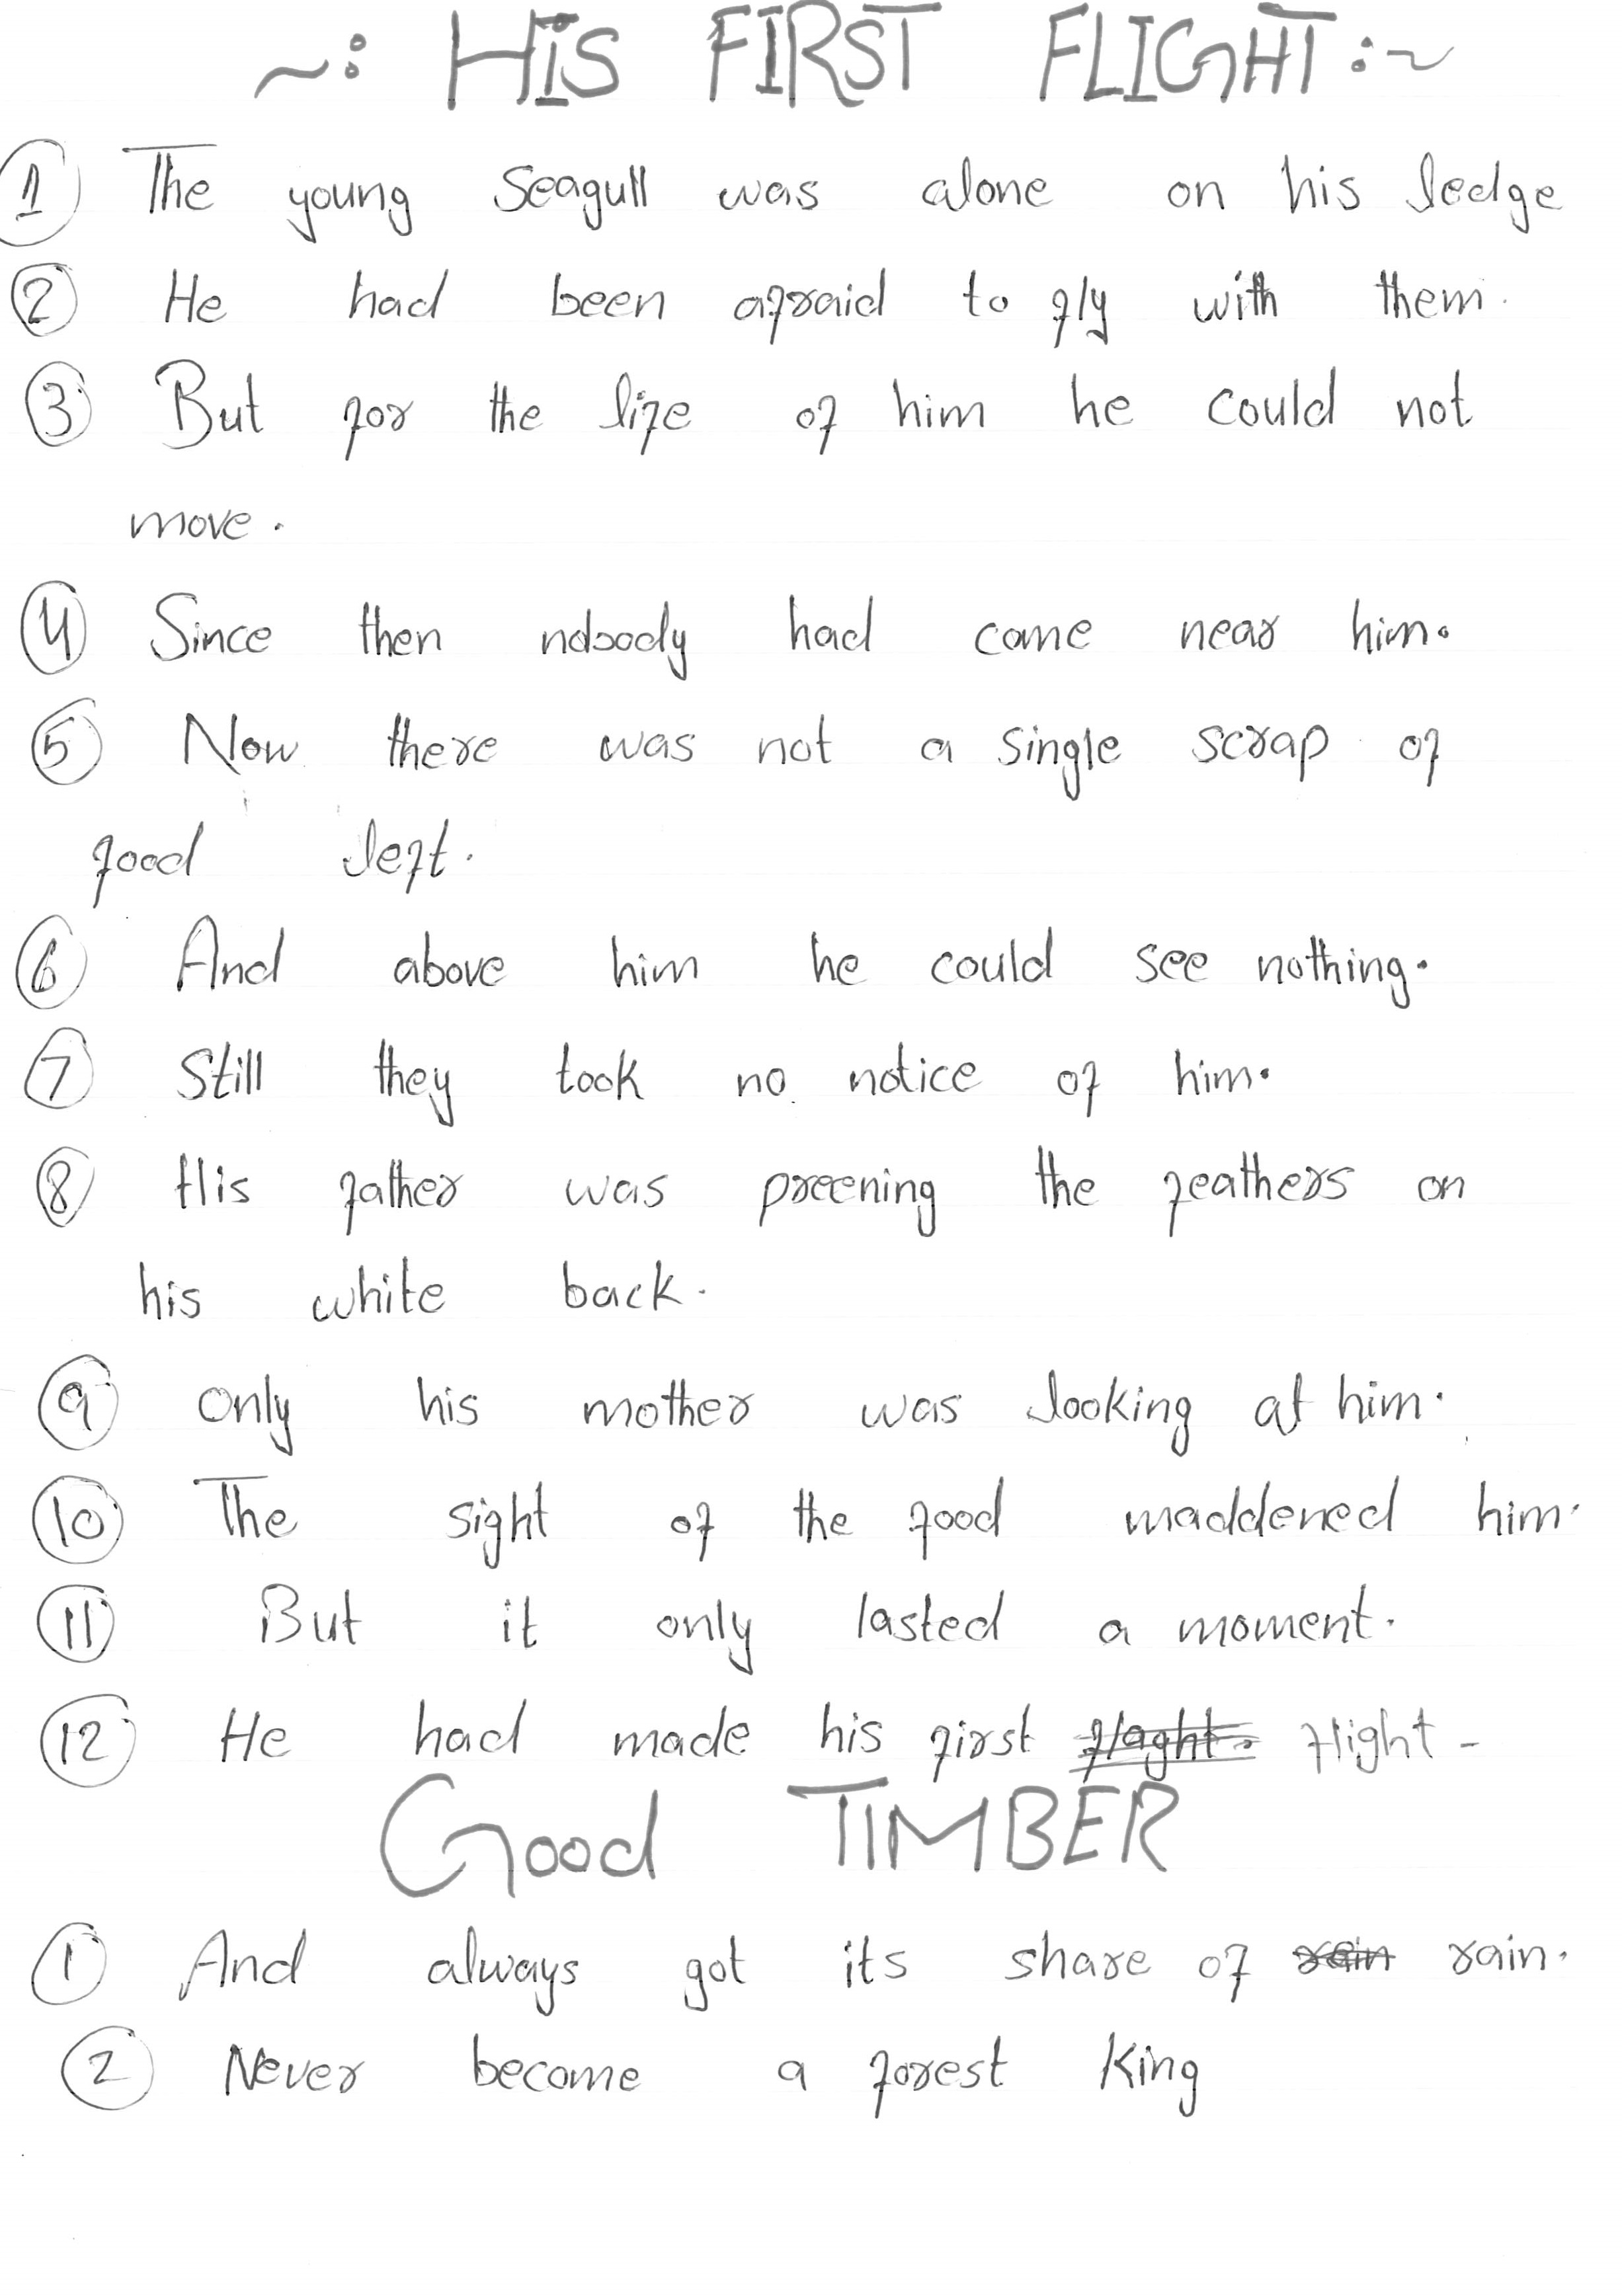 ~: HiS FIRST FLIGHT :~
1 The young Seagull was alone on his ledge
2 He had been afraid to fly with them.
3 But for the life of him he could not
move.
4 Since then nobody had come near him.
5 Now there was not a single scrap of
food left.
6 And above him he could see nothing.
7 Still they took no notice of him.
8 His father was preening the feathers on
his white back.
9 only his mother was looking at him.
10 The sight of the food maddened him.
11 But it only lasted a moment.
12 He had made his first flaght. flight -
Good TIMBER
1 And always got its share of rain rain.
2 Never become a forest King